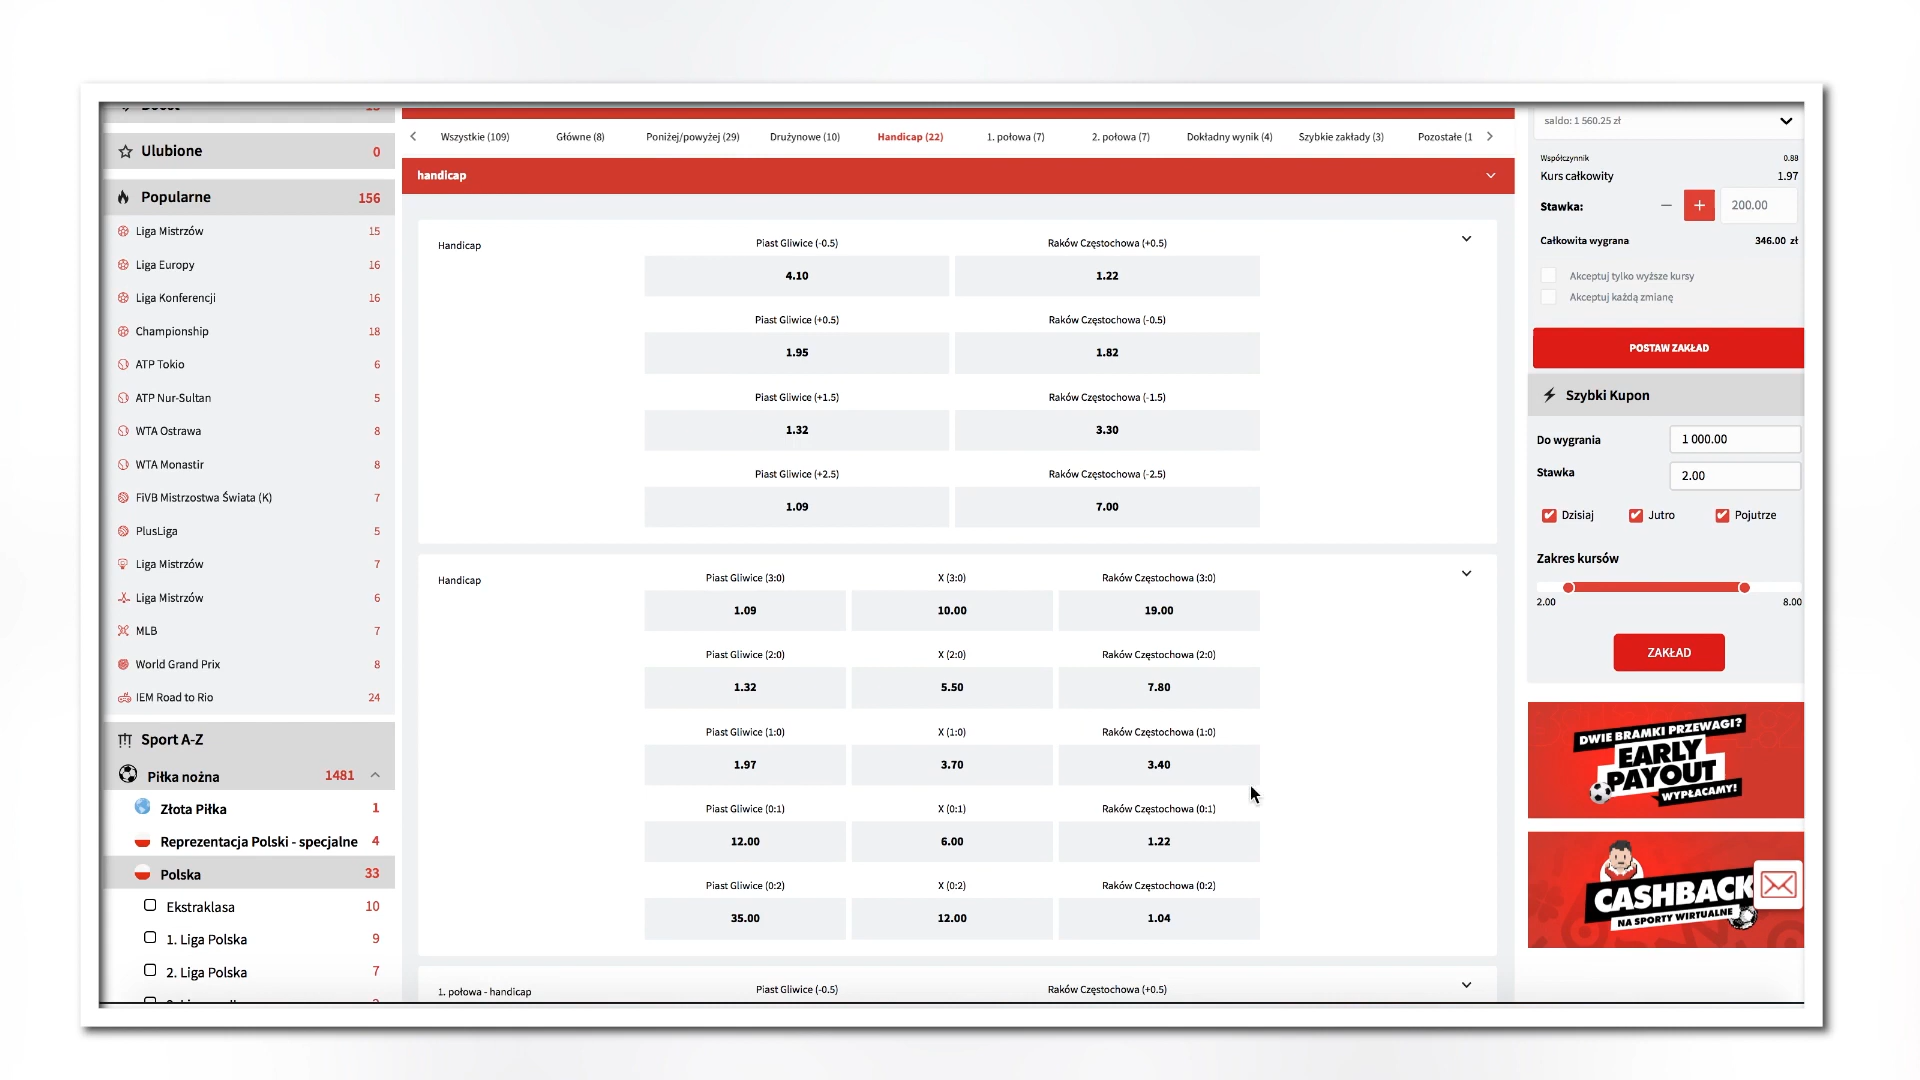 Ulubione 0
Popularne 156
Liga Mistrzów 15
Liga Europy 16
Liga Konferencji 16
Championship 18
ATP Tokio 6
ATP Nur-Sultan 5
WTA Ostrawa 8
WTA Monastir 8
FiVB Mistrzostwa Świata (K) 7
PlusLiga 5
Liga Mistrzów 7
Liga Mistrzów 6
MLB 7
World Grand Prix 8
IEM Road to Rio 24
Sport A-Z
Piłka nożna 1481
Złota Piłka 1
Reprezentacja Polski - specjalne 4
Polska 33
Ekstraklasa 10
1. Liga Polska 9
2. Liga Polska 7
Wszystkie (109) Główne (8) Poniżej/powyżej (29) Drużynowe (10) Handicap (22) 1. połowa (7) 2. połowa (7) Dokładny wynik (4) Szybkie zakłady (3) Pozostałe (1
handicap
Handicap
Piast Gliwice (-0.5) Raków Częstochowa (+0.5)
4.10 1.22
Piast Gliwice (+0.5) Raków Częstochowa (-0.5)
1.95 1.82
Piast Gliwice (+1.5) Raków Częstochowa (-1.5)
1.32 3.30
Piast Gliwice (+2.5) Raków Częstochowa (-2.5)
1.09 7.00
Handicap
Piast Gliwice (3:0) X (3:0) Raków Częstochowa (3:0)
1.09 10.00 19.00
Piast Gliwice (2:0) X (2:0) Raków Częstochowa (2:0)
1.32 5.50 7.80
Piast Gliwice (1:0) X (1:0) Raków Częstochowa (1:0)
1.97 3.70 3.40
Piast Gliwice (0:1) X (0:1) Raków Częstochowa (0:1)
12.00 6.00 1.22
Piast Gliwice (0:2) X (0:2) Raków Częstochowa (0:2)
35.00 12.00 1.04
1. połowa - handicap Piast Gliwice (-0.5) Raków Częstochowa (+0.5)
saldo: 1 560.25 zł
Współczynnik 0.88
Kurs całkowity 1.97
Stawka: − + 200.00
Całkowita wygrana 346.00 zł
Akceptuj tylko wyższe kursy
Akceptuj każdą zmianę
POSTAW ZAKŁAD
Szybki Kupon
Do wygrania 1 000.00
Stawka 2.00
Dzisiaj Jutro Pojutrze
Zakres kursów
2.00 8.00
ZAKŁAD
DWIE BRAMKI PRZEWAGI?
EARLY
PAYOUT
WYPŁACAMY!
CASHBACK
NA SPORTY WIRTUALNE